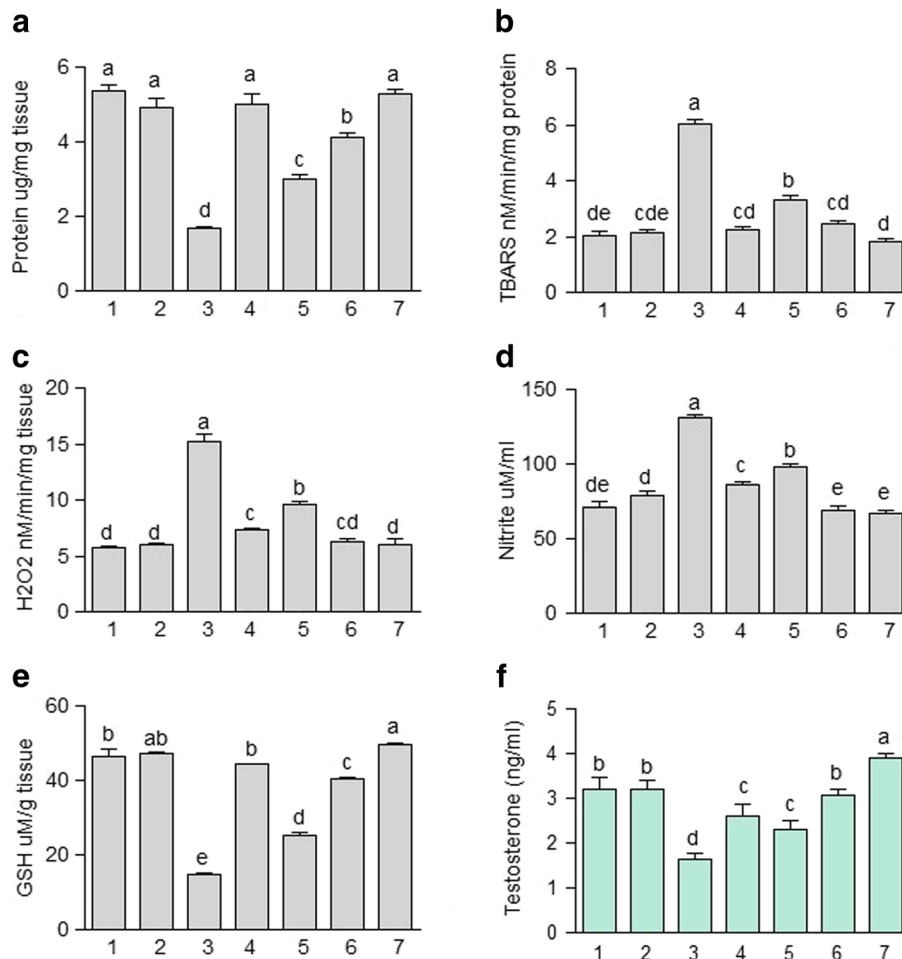 a
Protein ug/mg tissue
6
4
2
0
a a d a c b a
1 2 3 4 5 6 7
b
TBARS nM/min/mg protein
8
6
4
2
0
de cde a cd b cd d
1 2 3 4 5 6 7
c
H2O2 nM/min/mg tissue
20
15
10
5
0
d d a c b cd d
1 2 3 4 5 6 7
d
Nitrite uM/ml
150
100
50
0
de d a c b e e
1 2 3 4 5 6 7
e
GSH uM/g tissue
60
40
20
0
b ab e b d c a
1 2 3 4 5 6 7
f
Testosterone (ng/ml)
5
4
3
2
1
0
b b d c c b a
1 2 3 4 5 6 7